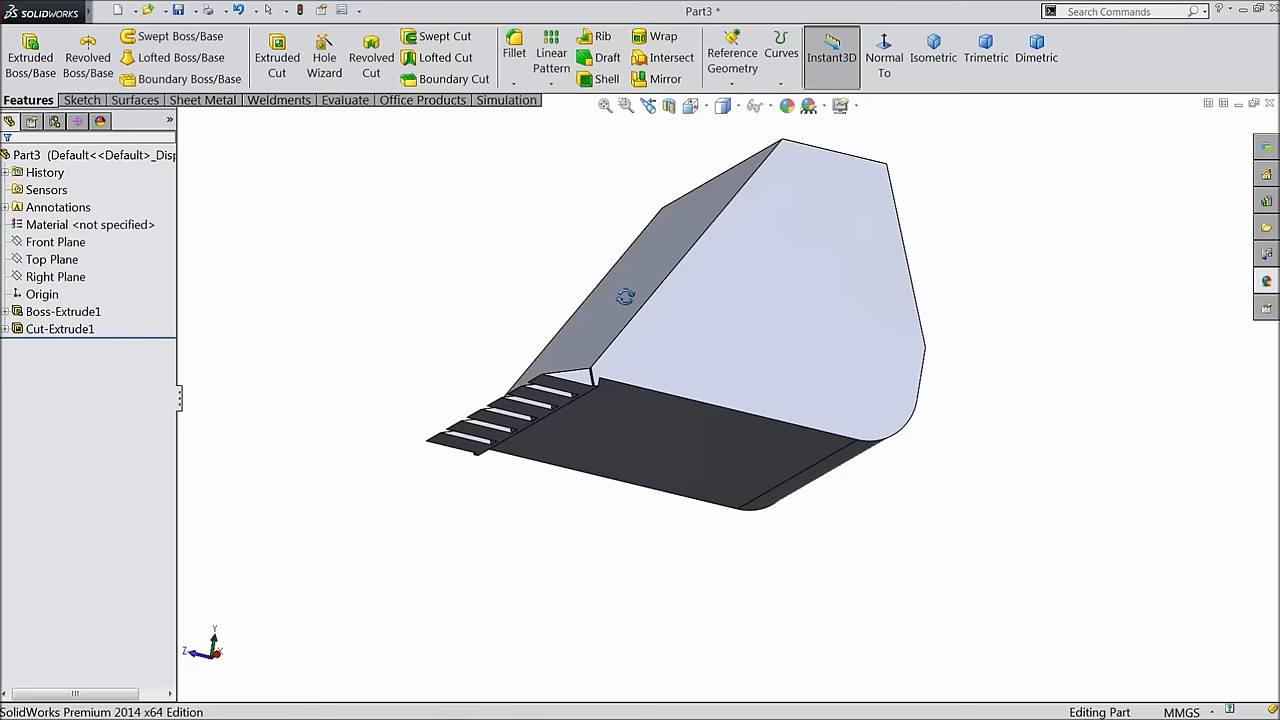 SOLIDWORKS
Part3 *
Search Commands
Extruded Boss/Base
Revolved Boss/Base
Swept Boss/Base
Lofted Boss/Base
Boundary Boss/Base
Extruded Cut
Hole Wizard
Revolved Cut
Swept Cut
Lofted Cut
Boundary Cut
Fillet
Linear Pattern
Rib
Draft
Shell
Wrap
Intersect
Mirror
Reference Geometry
Curves
Instant3D
Normal To
Isometric
Trimetric
Dimetric
Features Sketch Surfaces Sheet Metal Weldments Evaluate Office Products Simulation
Part3 (Default<<Default>_Disp
History
Sensors
Annotations
Material <not specified>
Front Plane
Top Plane
Right Plane
Origin
Boss-Extrude1
Cut-Extrude1
Y
Z
SolidWorks Premium 2014 x64 Edition
Editing Part
MMGS